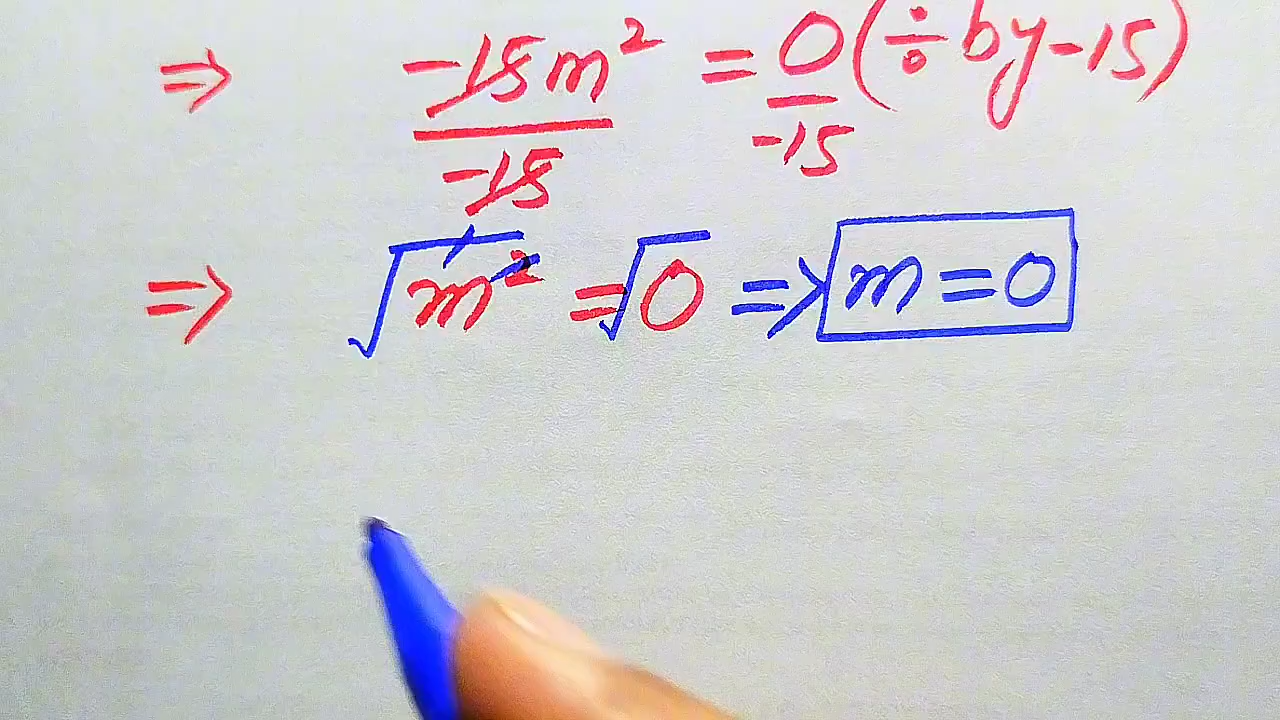 ⇒ -15m² / -15 = 0 / -15 (÷ by -15)
⇒ √m² = √0 ⇒ m = 0